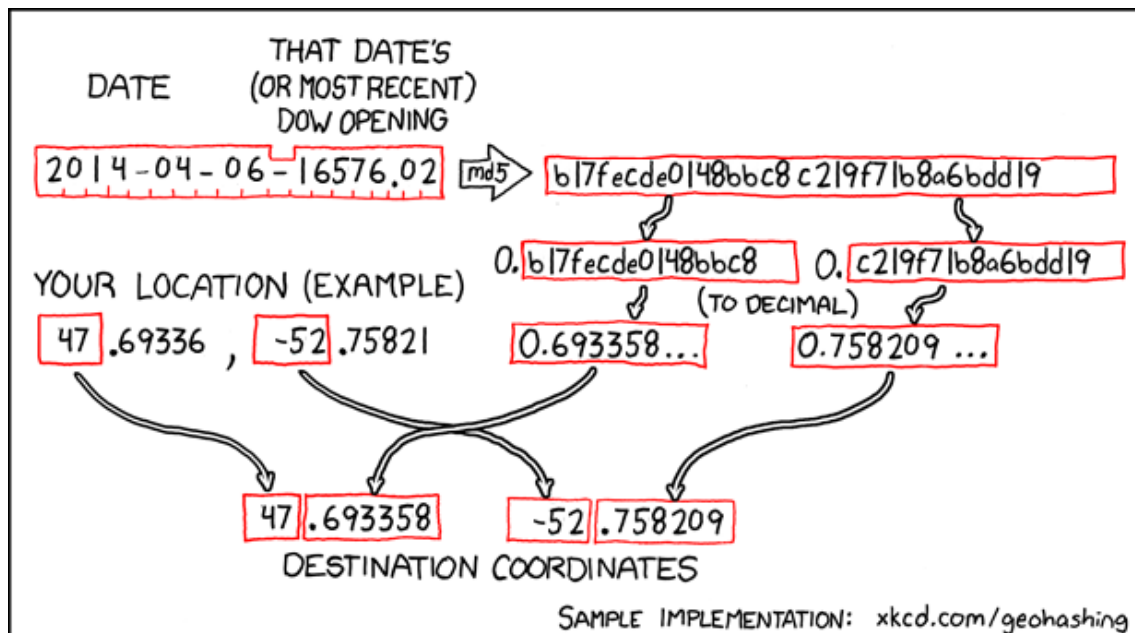 DATE
THAT DATE'S
(OR MOST RECENT)
DOW OPENING
2014-04-06-16576.02
md5
b17fecde0148bbc8c219f71b8a6bdd19
0.b17fecde0148bbc8
0.c219f71b8a6bdd19
YOUR LOCATION (EXAMPLE)
(TO DECIMAL)
47.69336, -52.75821
0.693358...
0.758209...
47.693358
-52.758209
DESTINATION COORDINATES
SAMPLE IMPLEMENTATION: xkcd.com/geohashing